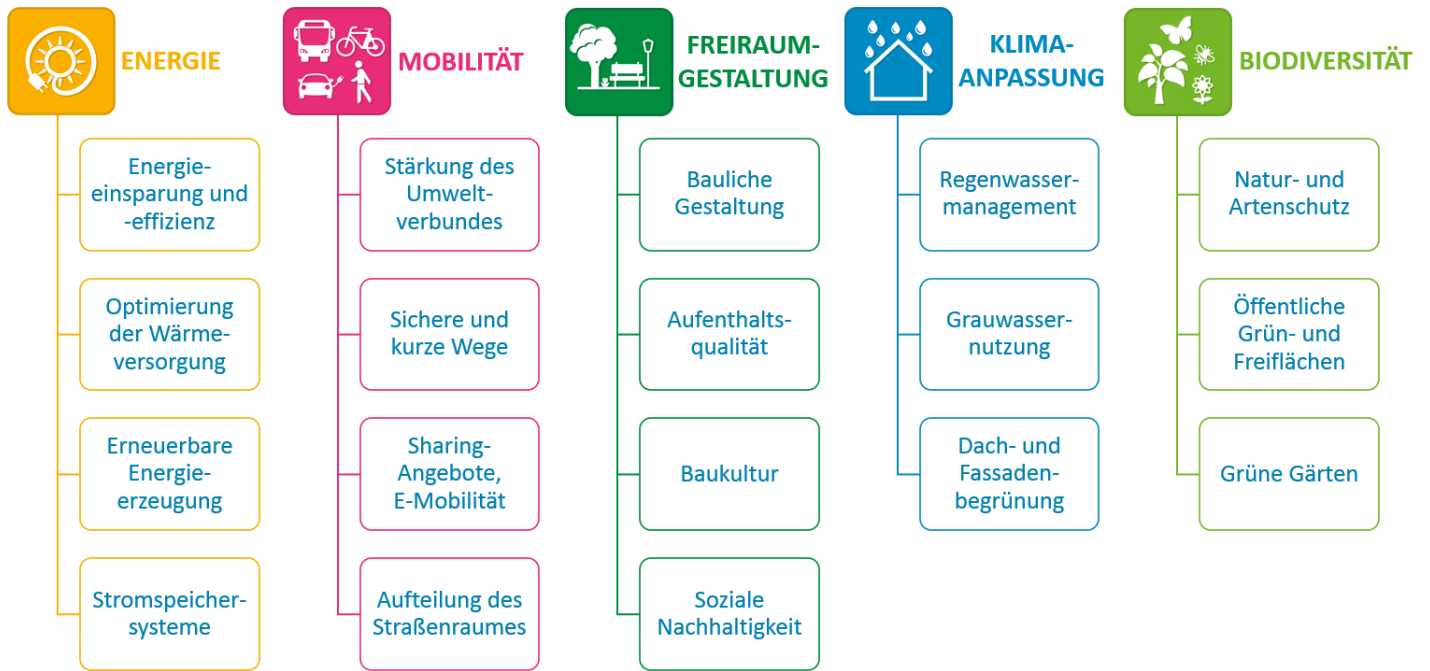 ENERGIE
Energie-
einsparung und
-effizienz
Optimierung
der Wärme-
versorgung
Erneuerbare
Energie-
erzeugung
Stromspeicher-
systeme
MOBILITÄT
Stärkung des
Umwelt-
verbundes
Sichere und
kurze Wege
Sharing-
Angebote,
E-Mobilität
Aufteilung des
Straßenraumes
FREIRAUM-
GESTALTUNG
Bauliche
Gestaltung
Aufenthalts-
qualität
Baukultur
Soziale
Nachhaltigkeit
KLIMA-
ANPASSUNG
Regenwasser-
management
Grauwasser-
nutzung
Dach- und
Fassaden-
begrünung
BIODIVERSITÄT
Natur- und
Artenschutz
Öffentliche
Grün- und
Freiflächen
Grüne Gärten